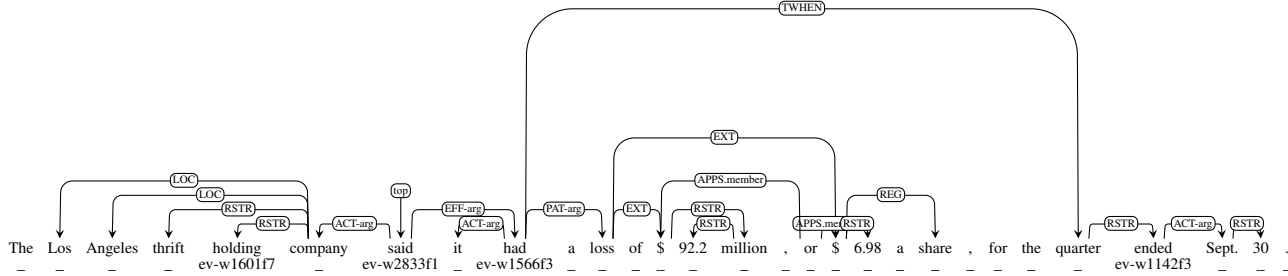 TWHEN
EXT
LOC APPS.member
LOC top REG
RSTR EFF-arg RSTR
RSTR ACT-arg ACT-arg PAT-arg EXT RSTR APPS.mem RSTR RSTR ACT-arg RSTR
The Los Angeles thrift holding company said it had a loss of $ 92.2 million , or $ 6.98 a share , for the quarter ended Sept. 30 .
_ _ _ _ ev-w1601f7 _ ev-w2833f1 _ ev-w1566f3 _ _ _ _ _ _ _ _ _ _ _ _ _ _ _ _ ev-w1142f3 _ _ _